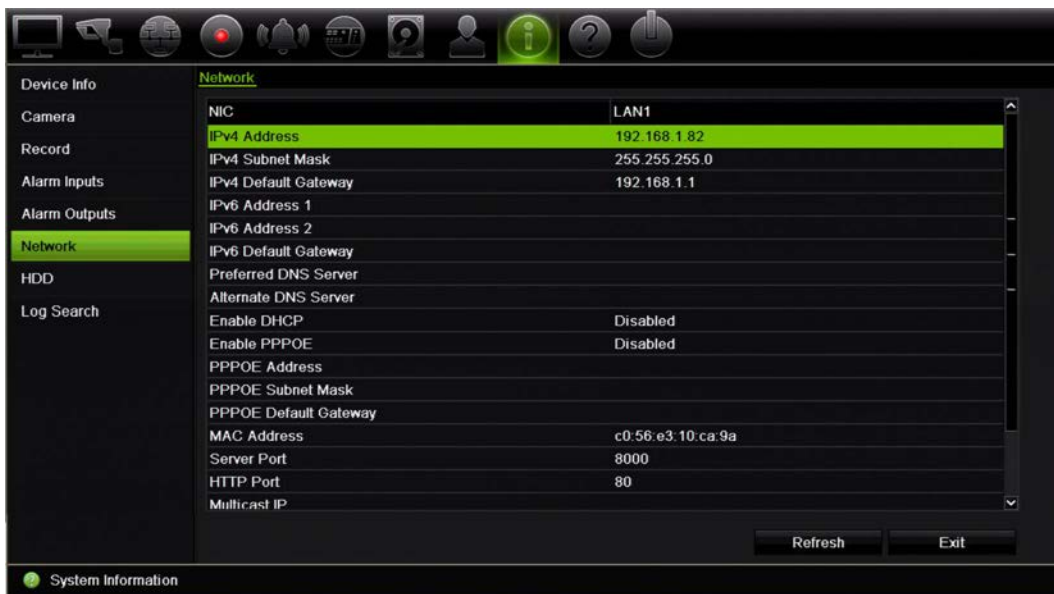 Network
Device Info
Camera
Record
Alarm Inputs
Alarm Outputs
Network
HDD
Log Search
NIC LAN1
IPv4 Address 192.168.1.82
IPv4 Subnet Mask 255.255.255.0
IPv4 Default Gateway 192.168.1.1
IPv6 Address 1
IPv6 Address 2
IPv6 Default Gateway
Preferred DNS Server
Alternate DNS Server
Enable DHCP Disabled
Enable PPPOE Disabled
PPPOE Address
PPPOE Subnet Mask
PPPOE Default Gateway
MAC Address c0:56:e3:10:ca:9a
Server Port 8000
HTTP Port 80
Multicast IP
Refresh Exit
System Information